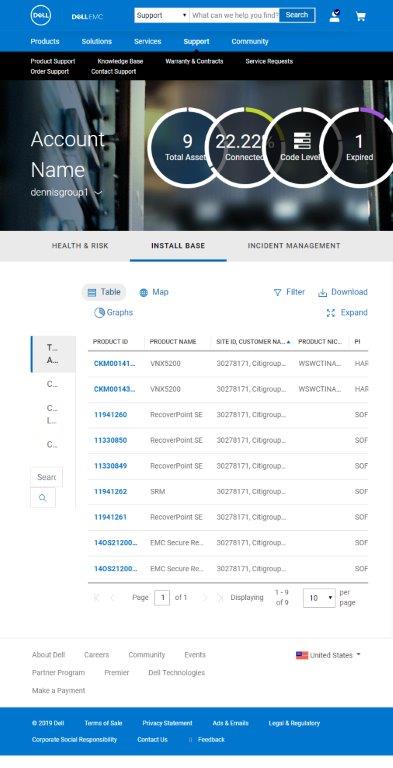 DELL
DELLEMC
Support
What can we help you find?
Search
Products Solutions Services Support Community
Product Support Knowledge Base Warranty & Contracts Service Requests
Order Support Contact Support
Account
Name
dennisgroup1
9
Total Asset
22.22%
Connected
Code Level
1
Expired
HEALTH & RISK INSTALL BASE INCIDENT MANAGEMENT
Table Map Filter Download
Graphs Expand
T...
A...
C...
C...
L...
C...
Searc
PRODUCT ID PRODUCT NAME SITE ID, CUSTOMER NA... PRODUCT NIC... PI
CKM00141... VNX5200 30278171, Citigroup... WSWCTINA... HAR
CKM00143... VNX5200 30278171, Citigroup... WSWCTINA... HAR
11941260 RecoverPoint SE 30278171, Citigroup... SOF
11330850 RecoverPoint SE 30278171, Citigroup... SOF
11330849 RecoverPoint SE 30278171, Citigroup... SOF
11941262 SRM 30278171, Citigroup... SOF
11941261 RecoverPoint SE 30278171, Citigroup... SOF
14OS21200... EMC Secure Re... 30278171, Citigroup... SOF
14OS21200... EMC Secure Re... 30278171, Citigroup... SOF
Page 1 of 1 Displaying 1 - 9 of 9 10 per page
About Dell Careers Community Events
United States
Partner Program Premier Dell Technologies
Make a Payment
© 2019 Dell Terms of Sale Privacy Statement Ads & Emails Legal & Regulatory
Corporate Social Responsibility Contact Us Feedback